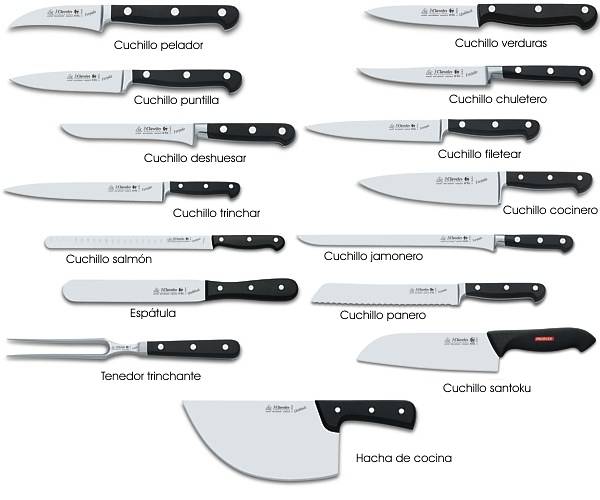 Cuchillo pelador
Cuchillo verduras
Cuchillo puntilla
Cuchillo chuletero
Cuchillo deshuesar
Cuchillo filetear
Cuchillo trinchar
Cuchillo cocinero
Cuchillo salmón
Cuchillo jamonero
Espátula
Cuchillo panero
Tenedor trinchante
Cuchillo santoku
Hacha de cocina